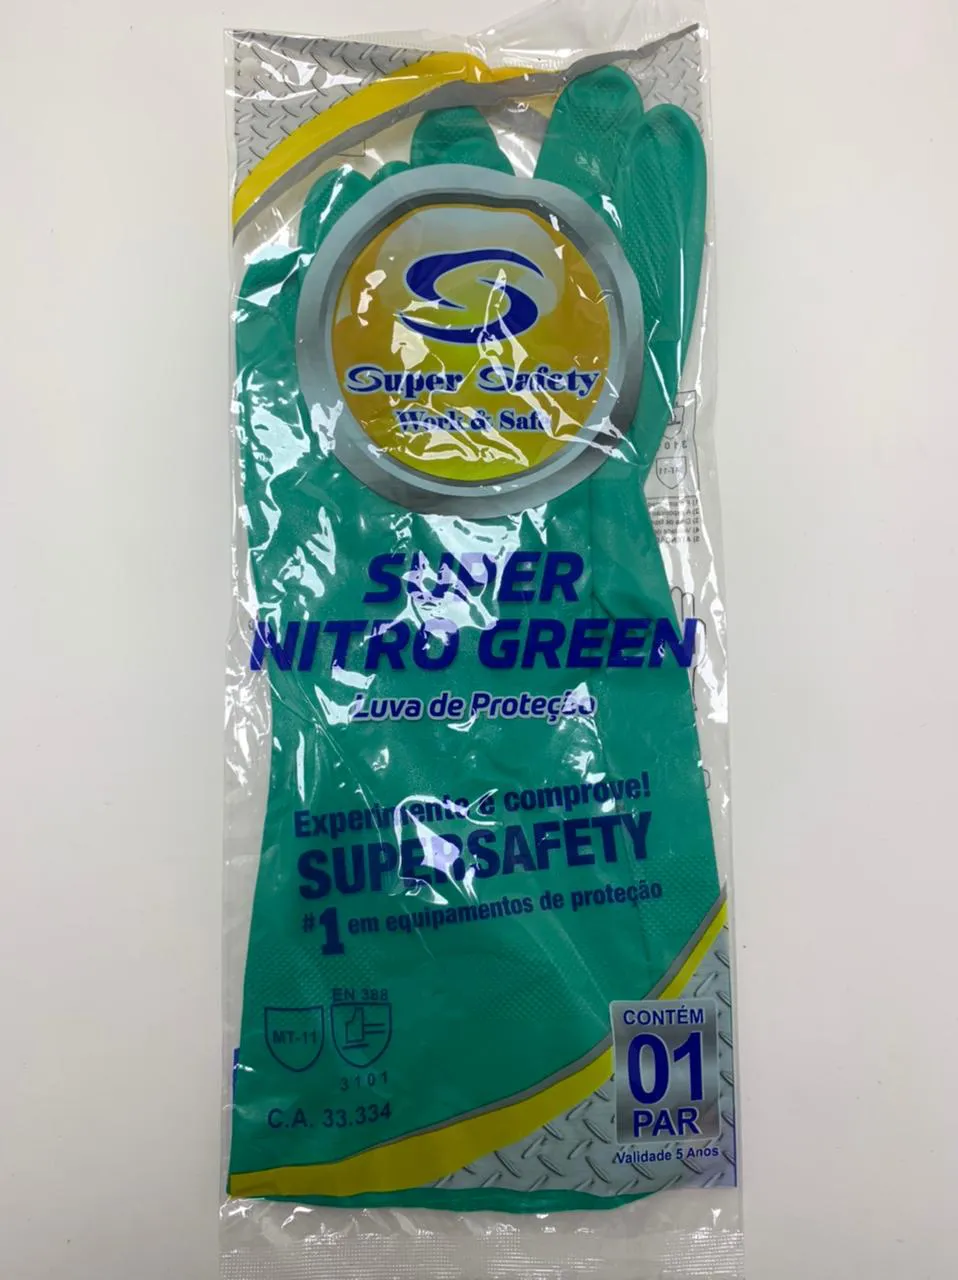 Super Safety
Work & Safe
SUPER
NITRO GREEN
Luva de Proteção
Experimente e comprove!
SUPERSAFETY
#1 em equipamentos de proteção
EN 388
MT-11
3101
C.A. 33.334
CONTÉM
01
PAR
Validade 5 Anos